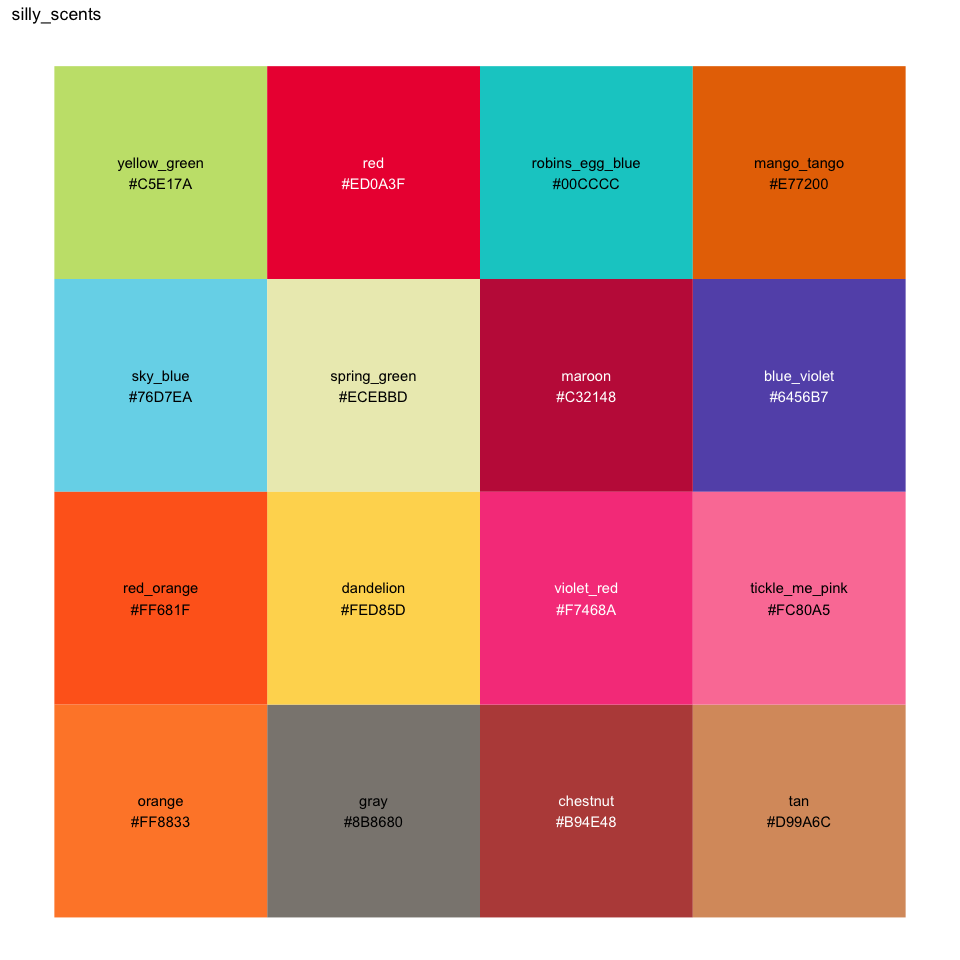 silly_scents
yellow_green
#C5E17A
red
#ED0A3F
robins_egg_blue
#00CCCC
mango_tango
#E77200
sky_blue
#76D7EA
spring_green
#ECEBBD
maroon
#C32148
blue_violet
#6456B7
red_orange
#FF681F
dandelion
#FED85D
violet_red
#F7468A
tickle_me_pink
#FC80A5
orange
#FF8833
gray
#8B8680
chestnut
#B94E48
tan
#D99A6C